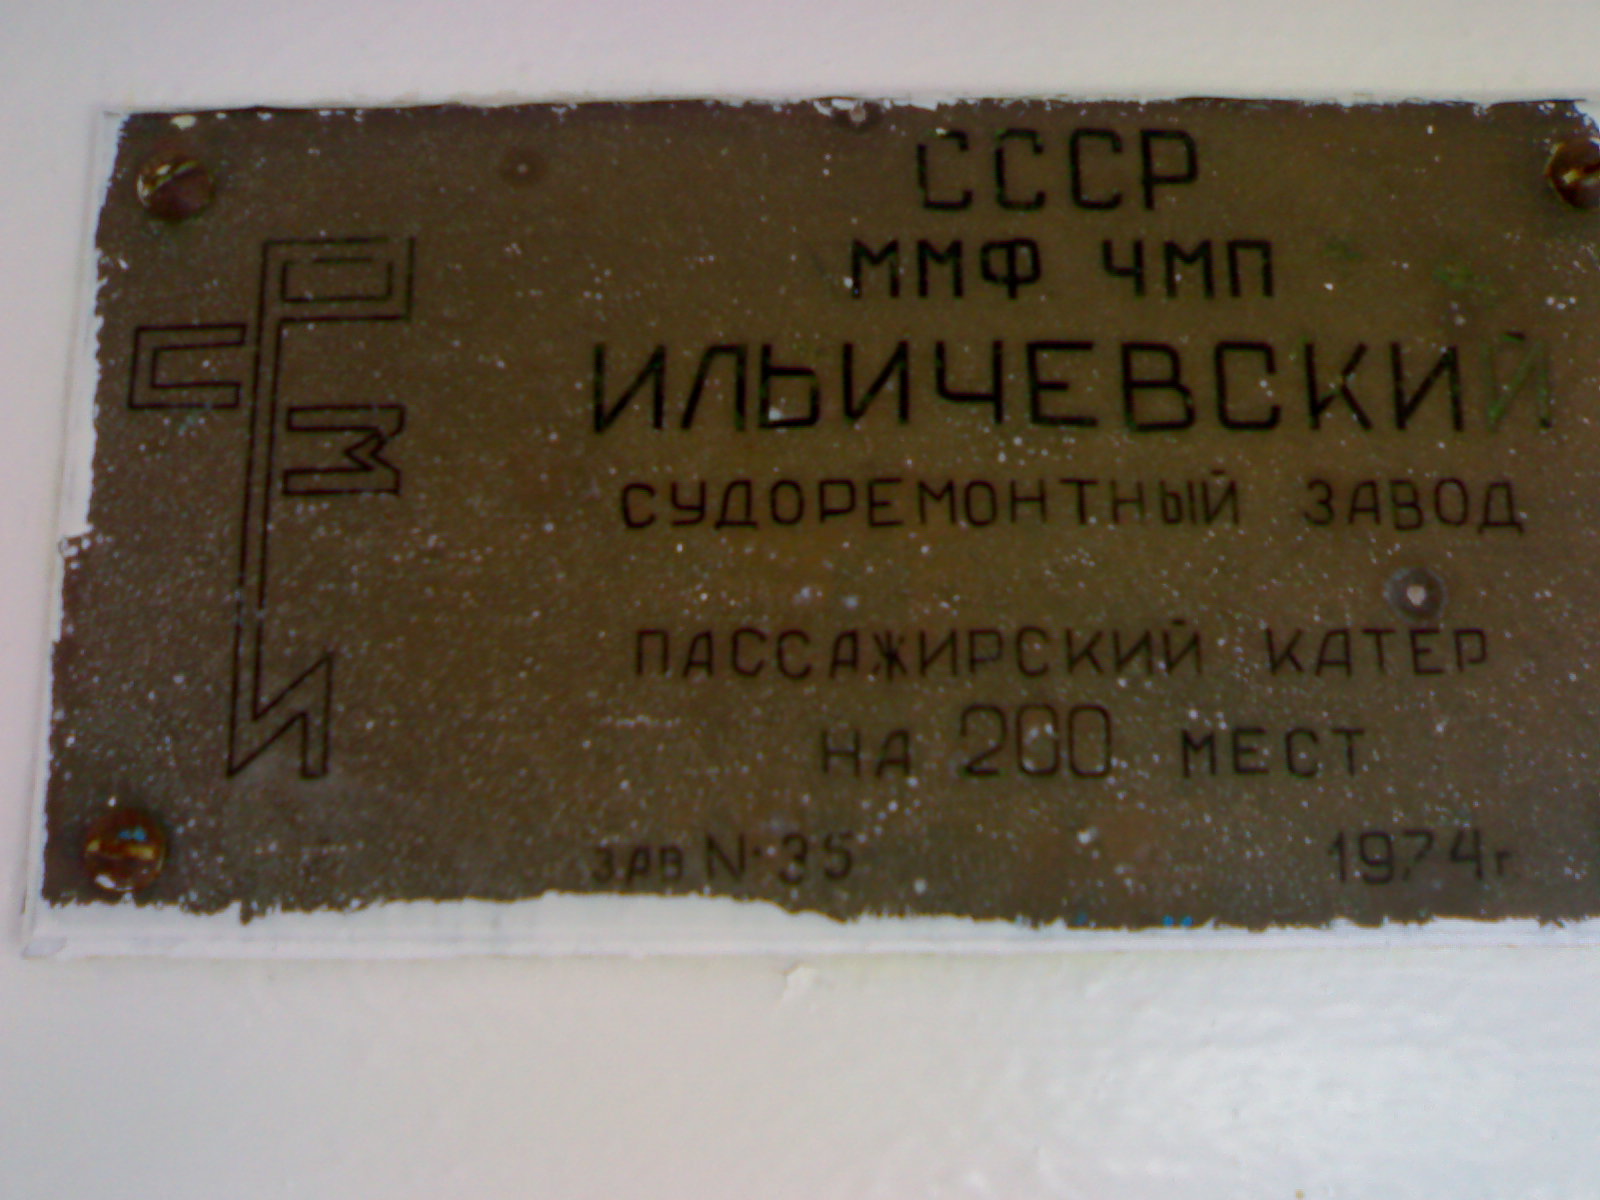 СССР
ММФ ЧМП
ИЛЬИЧЕВСКИЙ
СУДОРЕМОНТНЫЙ ЗАВОД
ПАССАЖИРСКИЙ КАТЕР
НА 200 МЕСТ
ЗАВ N 35 1974г